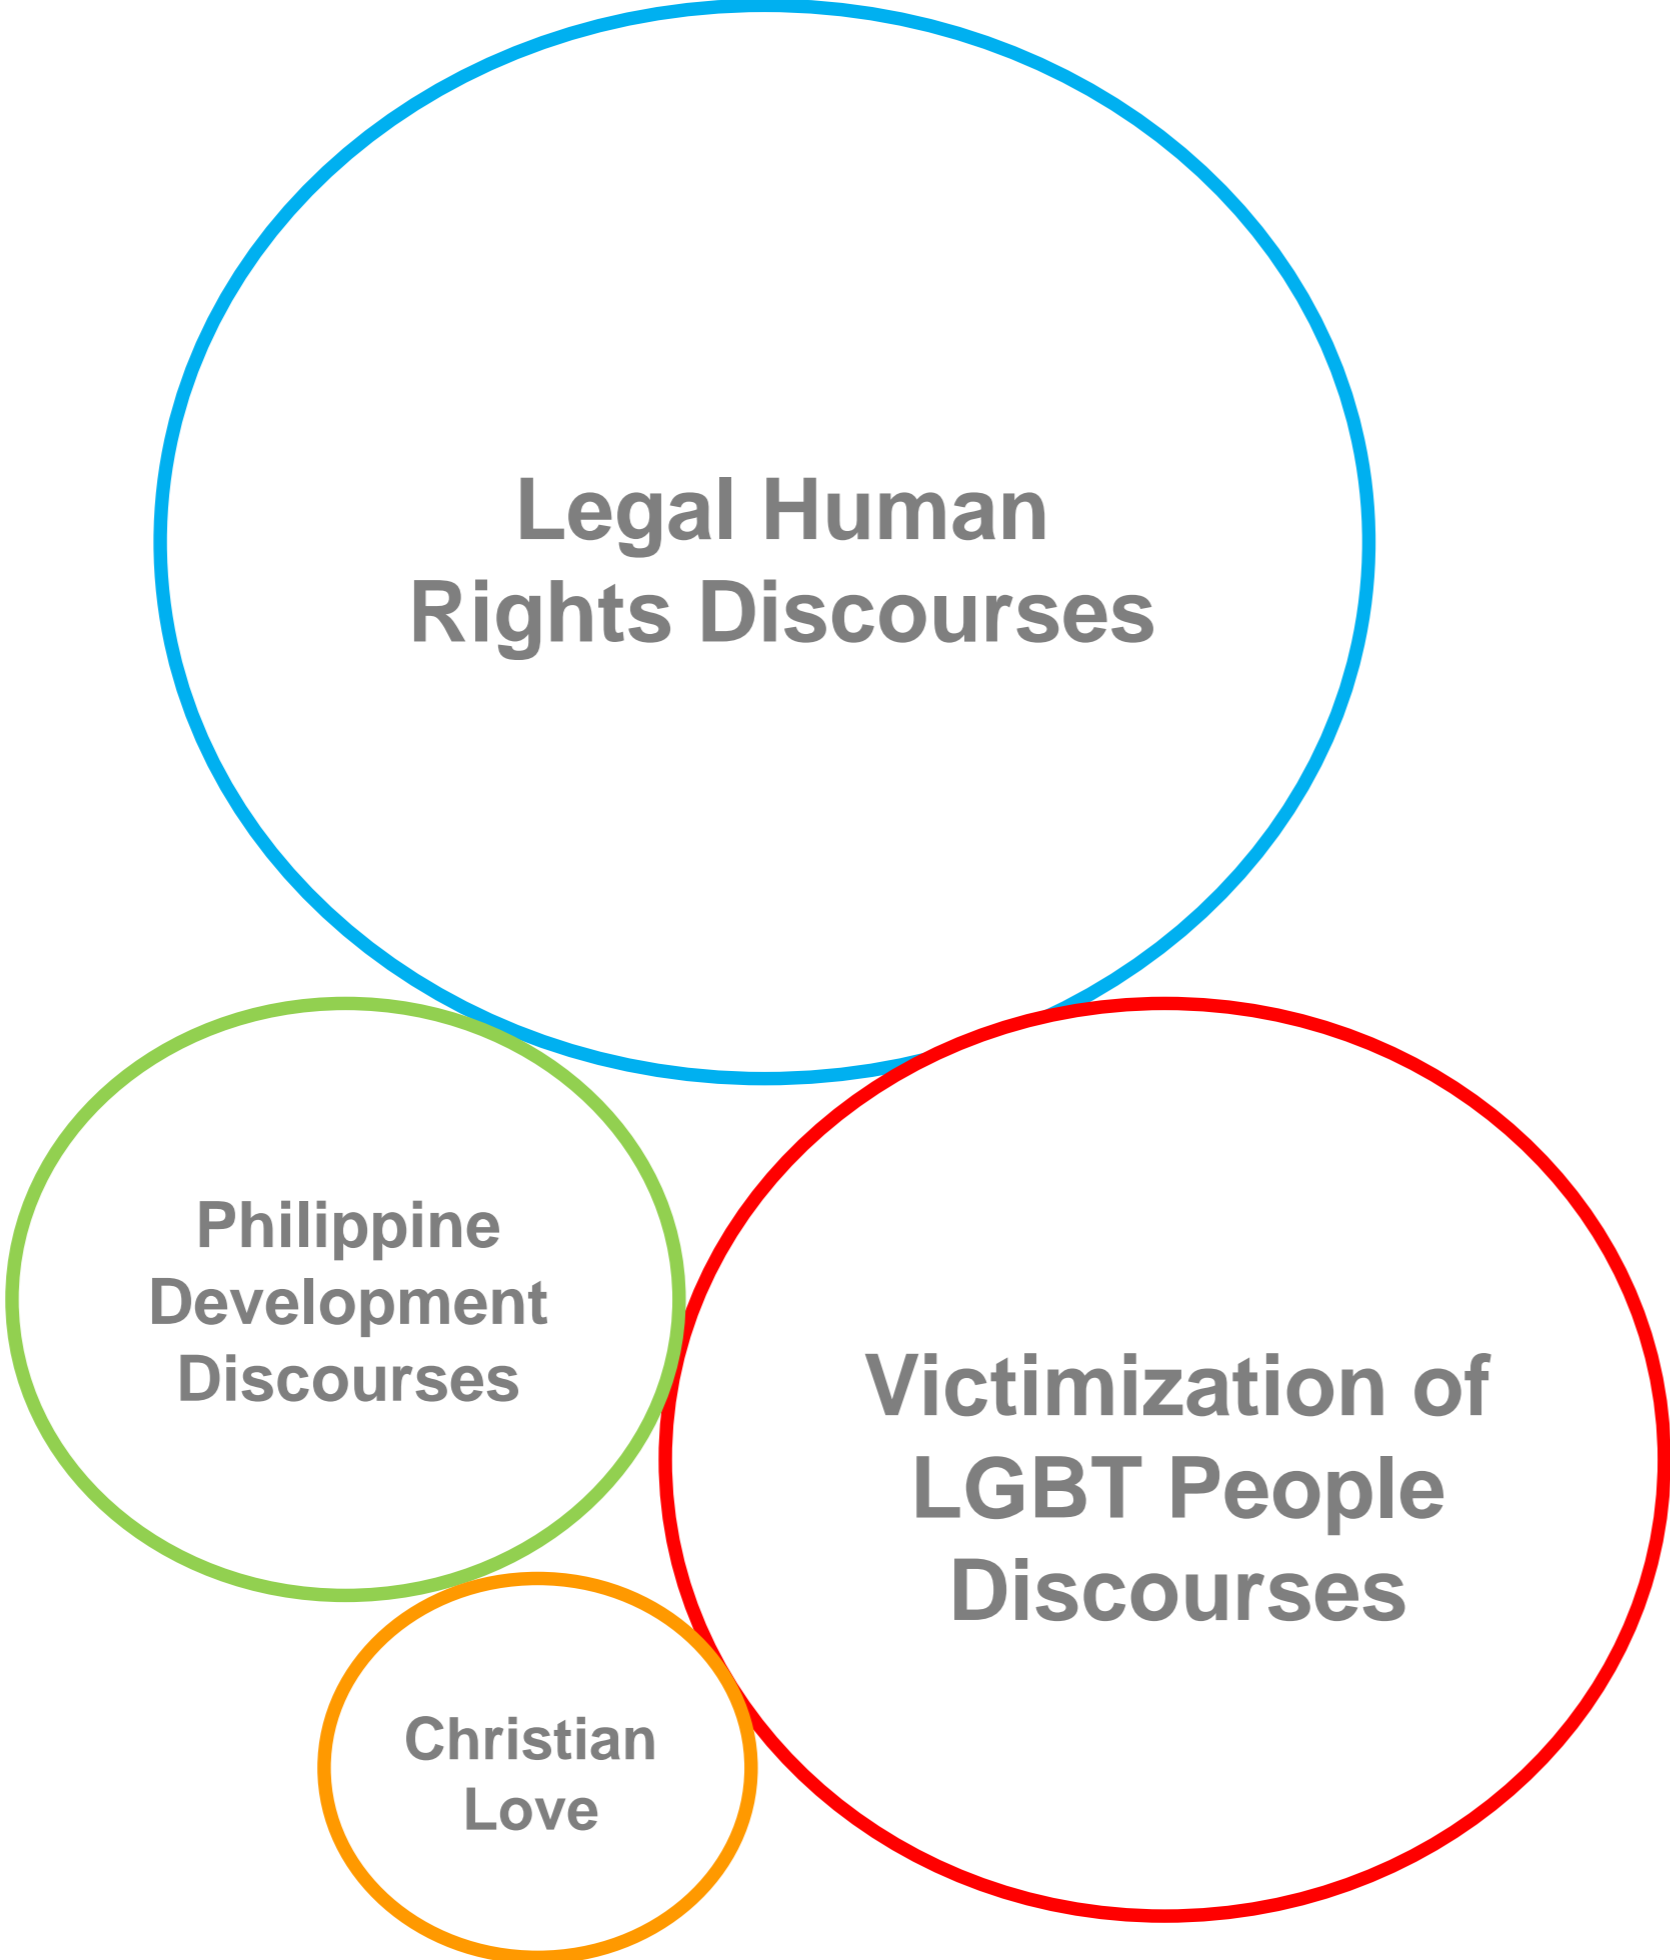 Legal Human
Rights Discourses
Philippine
Development
Discourses
Victimization of
LGBT People
Discourses
Christian
Love